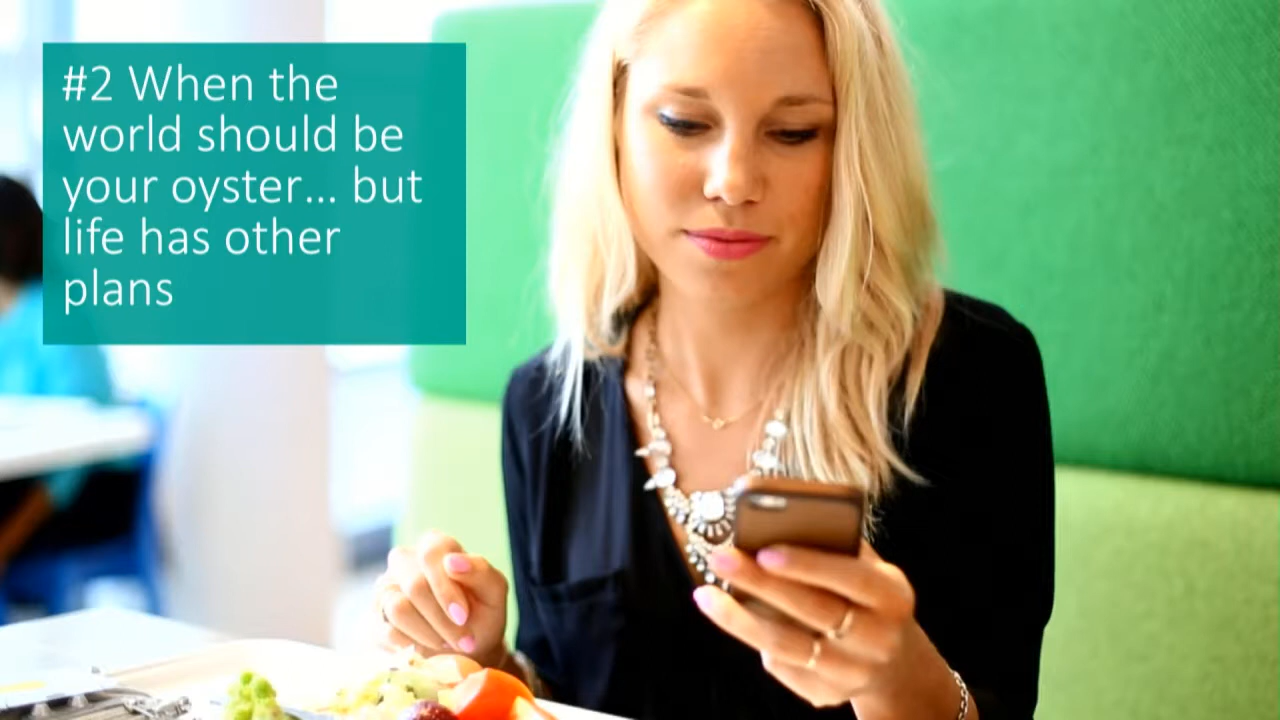 #2 When the
world should be
your oyster... but
life has other
plans